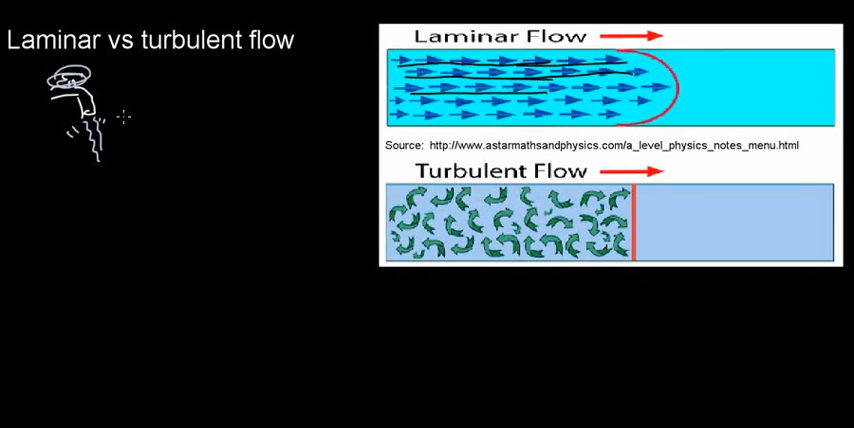 Laminar vs turbulent flow
Laminar Flow
Source: http://www.astarmathsandphysics.com/a_level_physics_notes_menu.html
Turbulent Flow